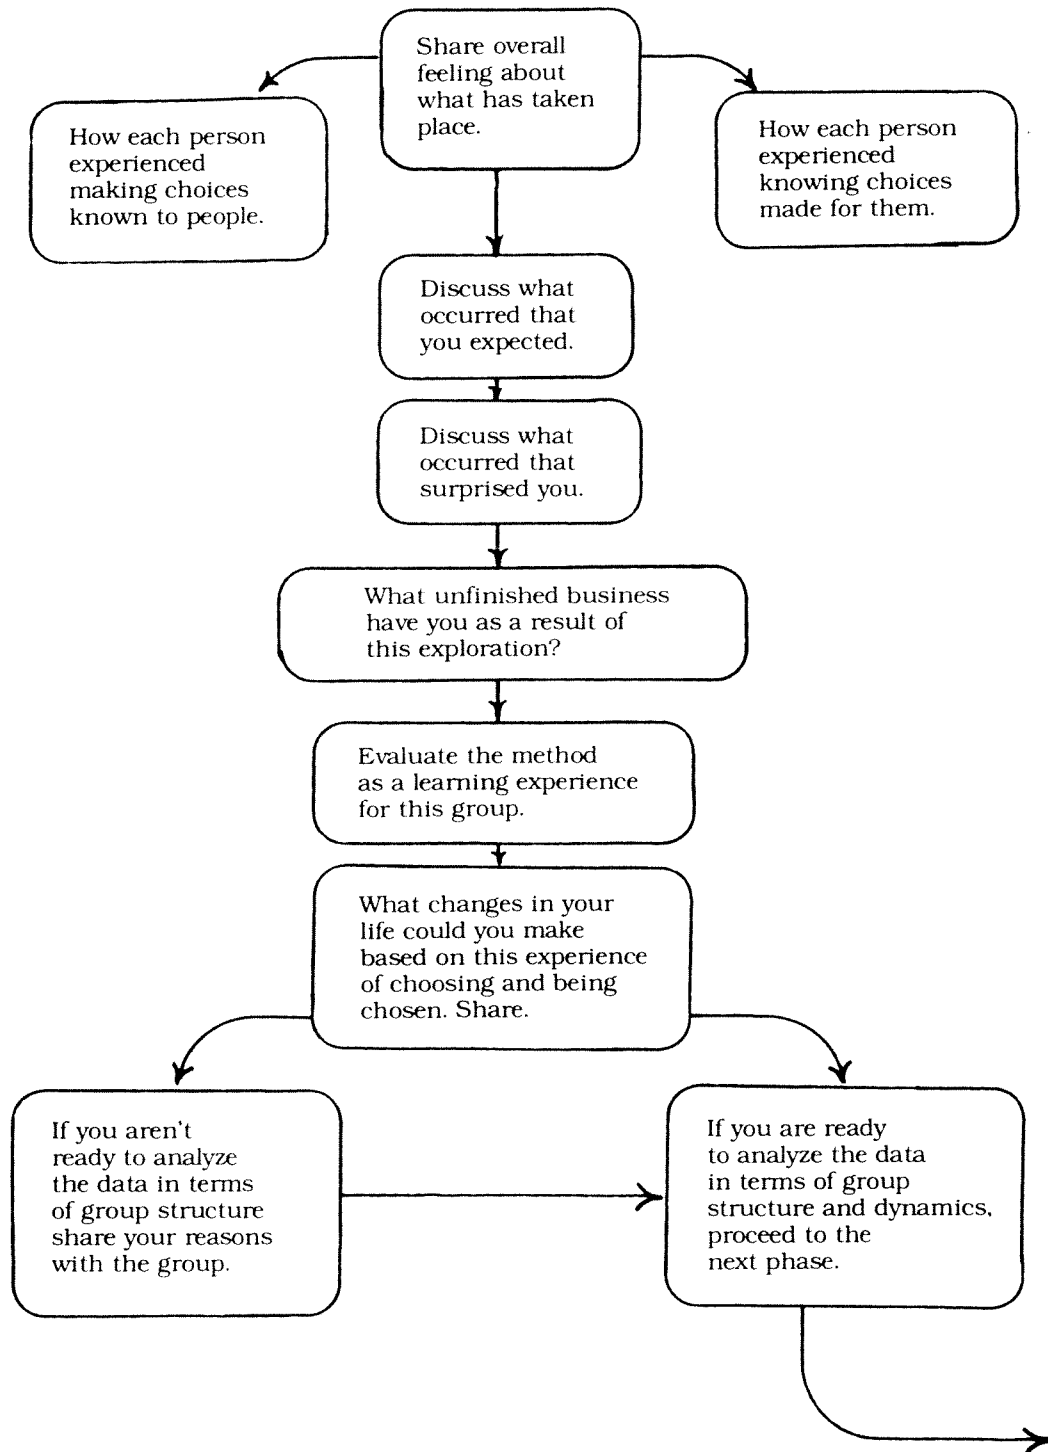 Share overall
feeling about
what has taken
place.
How each person
experienced
making choices
known to people.
How each person
experienced
knowing choices
made for them.
Discuss what
occurred that
you expected.
Discuss what
occurred that
surprised you.
What unfinished business
have you as a result of
this exploration?
Evaluate the method
as a learning experience
for this group.
What changes in your
life could you make
based on this experience
of choosing and being
chosen. Share.
If you aren't
ready to analyze
the data in terms
of group structure
share your reasons
with the group.
If you are ready
to analyze the data
in terms of group
structure and dynamics,
proceed to the
next phase.